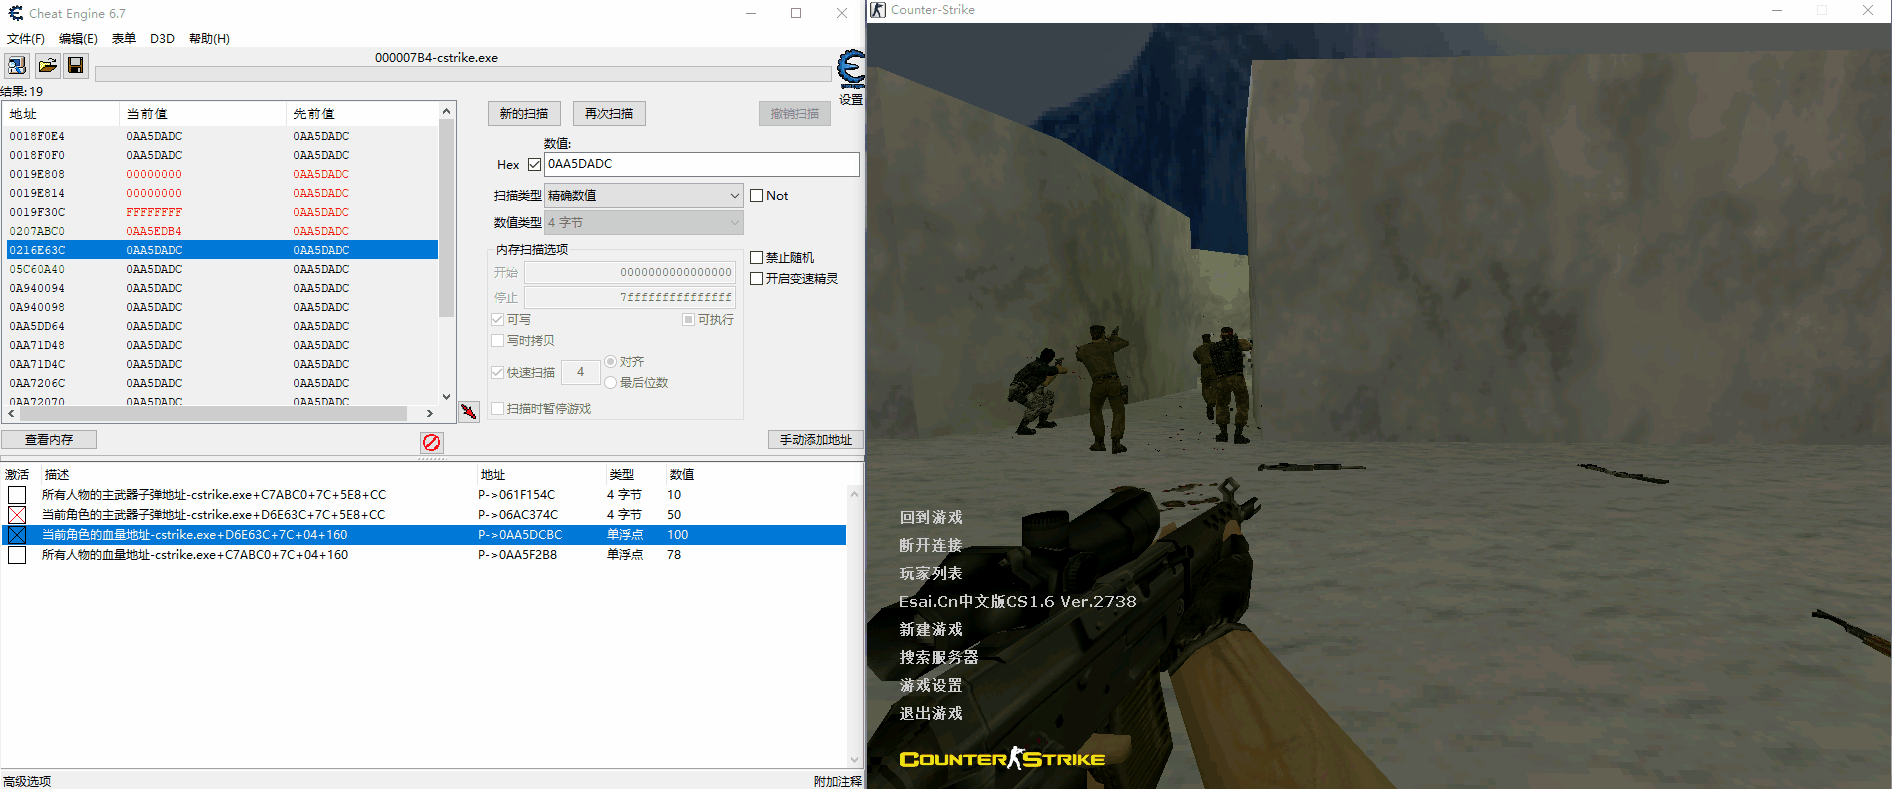 Cheat Engine 6.7
文件(F) 编辑(E) 表单 D3D 帮助(H)
000007B4-cstrike.exe
设置
结果: 19
地址 当前值 先前值
0018F0E4 0AA5DADC 0AA5DADC
0018F0F0 0AA5DADC 0AA5DADC
0019E808 00000000 0AA5DADC
0019E814 00000000 0AA5DADC
0019F30C FFFFFFFF 0AA5DADC
0207ABC0 0AA5EDB4 0AA5DADC
0216E63C 0AA5DADC 0AA5DADC
05C60A40 0AA5DADC 0AA5DADC
0A940094 0AA5DADC 0AA5DADC
0A940098 0AA5DADC 0AA5DADC
0AA5DD64 0AA5DADC 0AA5DADC
0AA71D48 0AA5DADC 0AA5DADC
0AA71D4C 0AA5DADC 0AA5DADC
0AA7206C 0AA5DADC 0AA5DADC
0AA72070 0AA5DADC 0AA5DADC
新的扫描 再次扫描 撤销扫描
数值:
Hex 0AA5DADC
扫描类型 精确数值 Not
数值类型 4 字节
内存扫描选项
开始 0000000000000000
停止 7fffffffffffffff
可写 可执行
写时拷贝
快速扫描 4 对齐
最后位数
扫描时暂停游戏
禁止随机
开启变速精灵
查看内存 手动添加地址
激活 描述 地址 类型 数值
所有人物的主武器子弹地址-cstrike.exe+C7ABC0+7C+5E8+CC P->061F154C 4 字节 10
当前角色的主武器子弹地址-cstrike.exe+D6E63C+7C+5E8+CC P->06AC374C 4 字节 50
当前角色的血量地址-cstrike.exe+D6E63C+7C+04+160 P->0AA5DCBC 单浮点 100
所有人物的血量地址-cstrike.exe+C7ABC0+7C+04+160 P->0AA5F2B8 单浮点 78
高级选项 附加注释
Counter-Strike
回到游戏
断开连接
玩家列表
Esai.Cn中文版CS1.6 Ver.2738
新建游戏
搜索服务器
游戏设置
退出游戏
COUNTER STRIKE